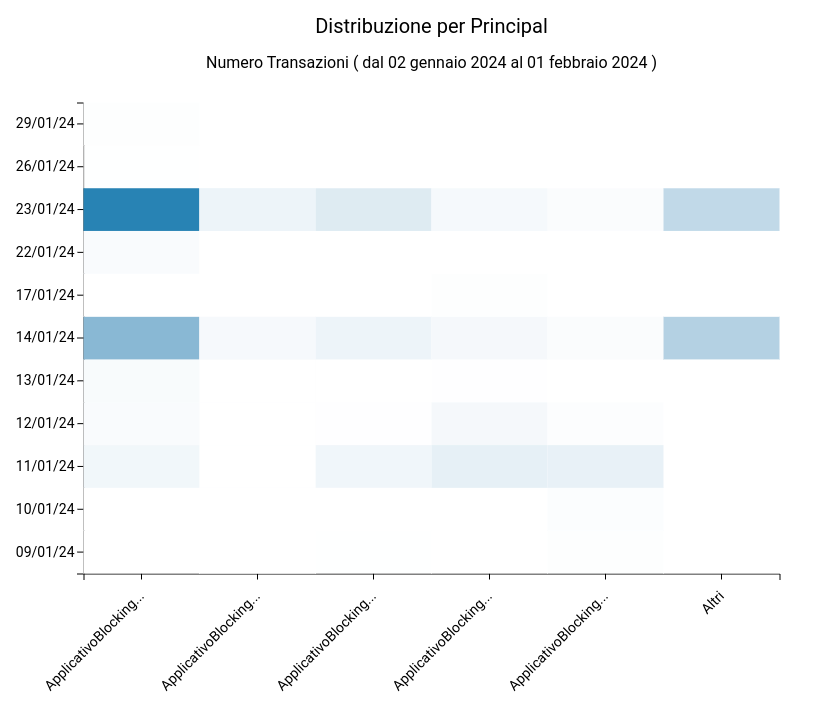 Distribuzione per Principal
Numero Transazioni ( dal 02 gennaio 2024 al 01 febbraio 2024 )
29/01/24
26/01/24
23/01/24
22/01/24
17/01/24
14/01/24
13/01/24
12/01/24
11/01/24
10/01/24
09/01/24
ApplicativoBlocking...
ApplicativoBlocking...
ApplicativoBlocking...
ApplicativoBlocking...
ApplicativoBlocking...
Altri